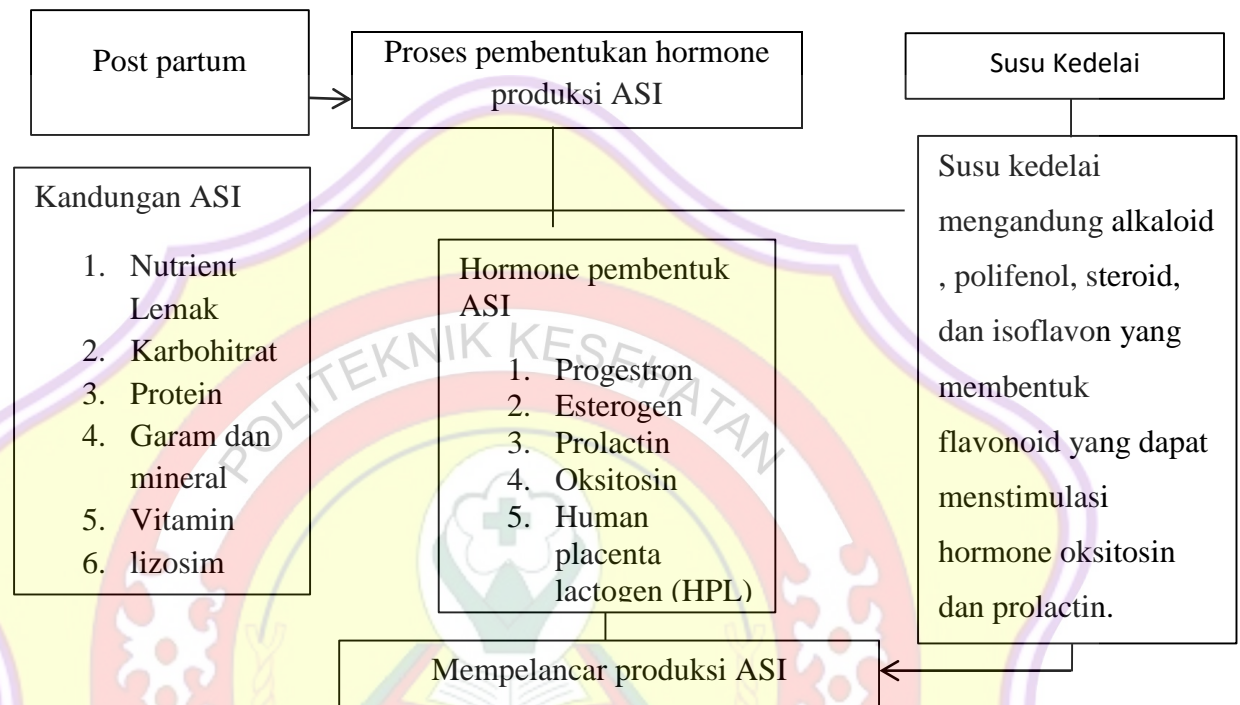 Post partum
Proses pembentukan hormone
produksi ASI
Susu Kedelai
Kandungan ASI
1. Nutrient
Lemak
2. Karbohitrat
3. Protein
4. Garam dan
mineral
5. Vitamin
6. lizosim
Hormone pembentuk
ASI
1. Progestron
2. Esterogen
3. Prolactin
4. Oksitosin
5. Human
placenta
lactogen (HPL)
Susu kedelai
mengandung alkaloid
, polifenol, steroid,
dan isoflavon yang
membentuk
flavonoid yang dapat
menstimulasi
hormone oksitosin
dan prolactin.
Mempelancar produksi ASI
POLITEKNIK KESEHATAN